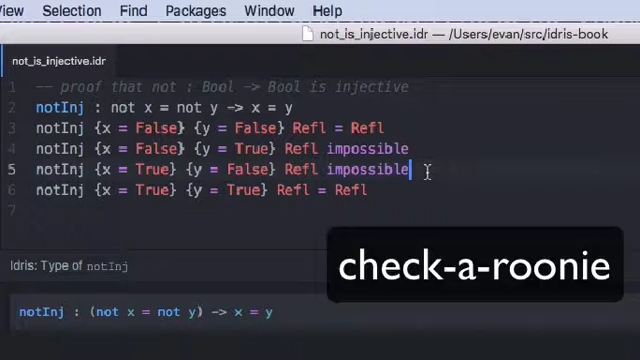 View Selection Find Packages Window Help
not_is_injective.idr — /Users/evan/src/idris-book
not_is_injective.idr
1 -- proof that not : Bool -> Bool is injective
2 notInj : not x = not y -> x = y
3 notInj {x = False} {y = False} Refl = Refl
4 notInj {x = False} {y = True} Refl impossible
5 notInj {x = True} {y = False} Refl impossible
6 notInj {x = True} {y = True} Refl = Refl
7
check-a-roonie
Idris: Type of notInj
notInj : (not x = not y) -> x = y